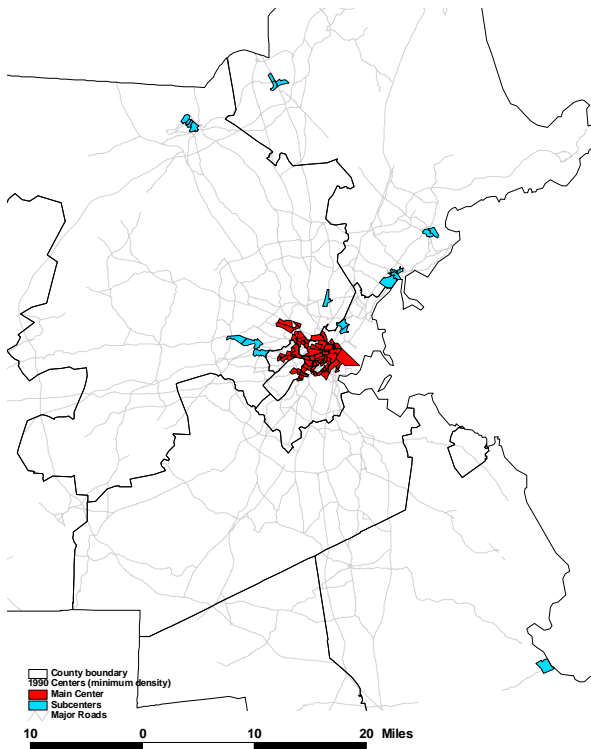 County boundary
1990 Centers (minimum density)
Main Center
Subcenters
Major Roads
10 0 10 20 Miles